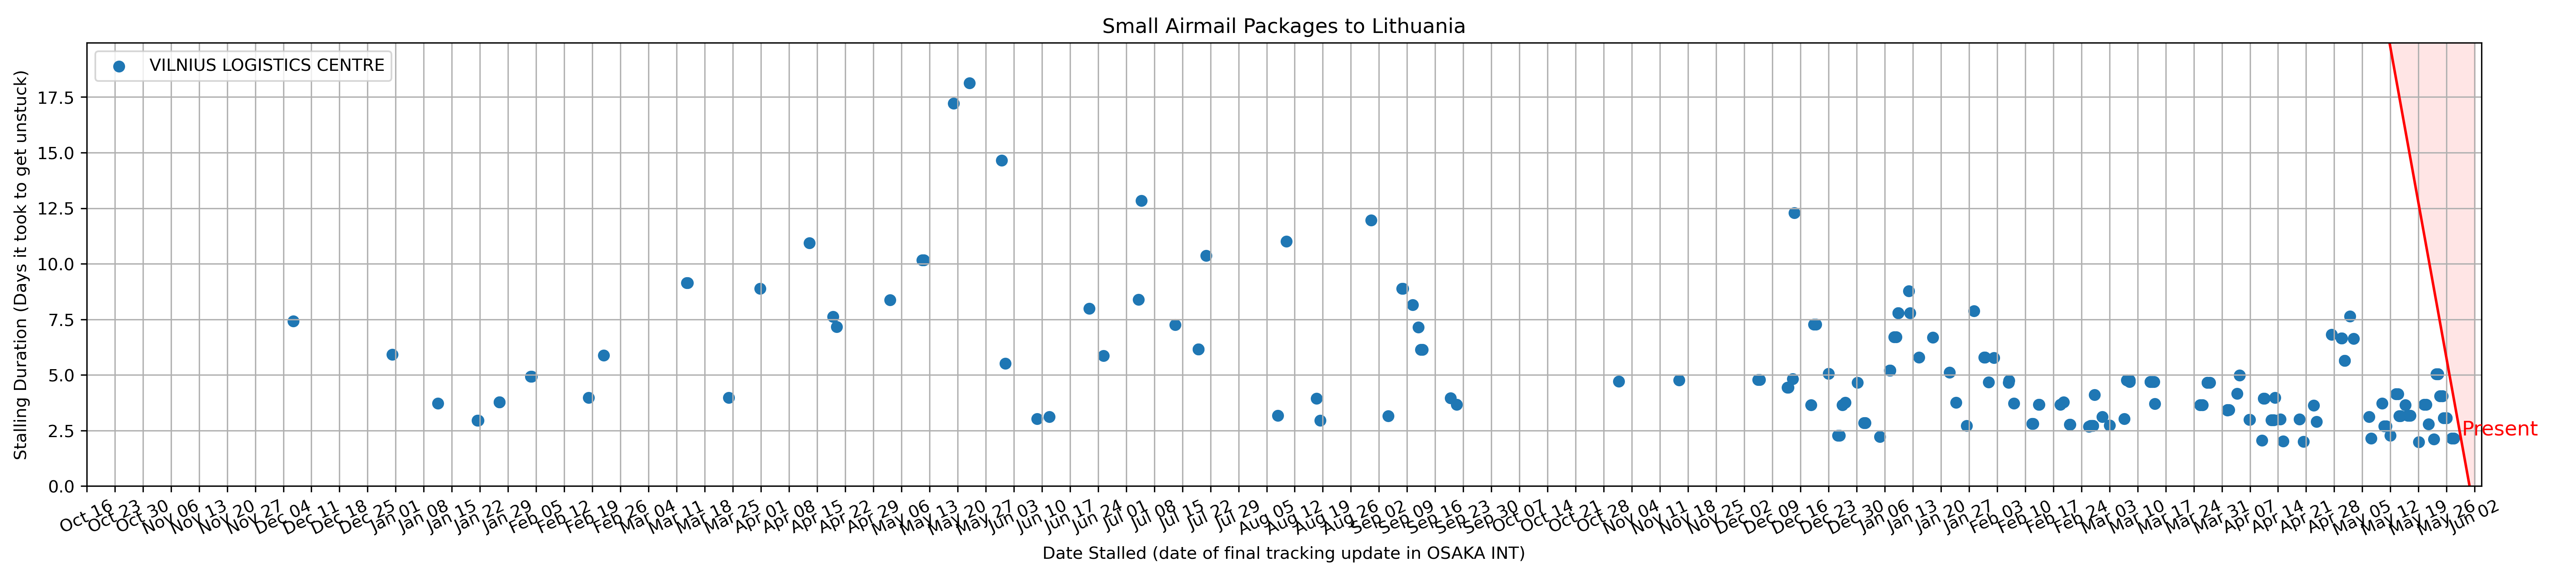 Small Airmail Packages to Lithuania
VILNIUS LOGISTICS CENTRE
Stalling Duration (Days it took to get unstuck)
17.5
15.0
12.5
10.0
7.5
5.0
2.5
0.0
Present
Oct 16
Oct 23
Oct 30
Nov 06
Nov 13
Nov 20
Nov 27
Dec 04
Dec 11
Dec 18
Dec 25
Jan 01
Jan 08
Jan 15
Jan 22
Jan 29
Feb 05
Feb 12
Feb 19
Feb 26
Mar 04
Mar 11
Mar 18
Mar 25
Apr 01
Apr 08
Apr 15
Apr 22
Apr 29
May 06
May 13
May 20
May 27
Jun 03
Jun 10
Jun 17
Jun 24
Jul 01
Jul 08
Jul 15
Jul 22
Jul 29
Aug 05
Aug 12
Aug 19
Aug 26
Sep 02
Sep 09
Sep 16
Sep 23
Sep 30
Oct 07
Oct 14
Oct 21
Oct 28
Nov 04
Nov 11
Nov 18
Nov 25
Dec 02
Dec 09
Dec 16
Dec 23
Dec 30
Jan 06
Jan 13
Jan 20
Jan 27
Feb 03
Feb 10
Feb 17
Feb 24
Mar 03
Mar 10
Mar 17
Mar 24
Mar 31
Apr 07
Apr 14
Apr 21
Apr 28
May 05
May 12
May 19
May 26
Jun 02
Date Stalled (date of final tracking update in OSAKA INT)